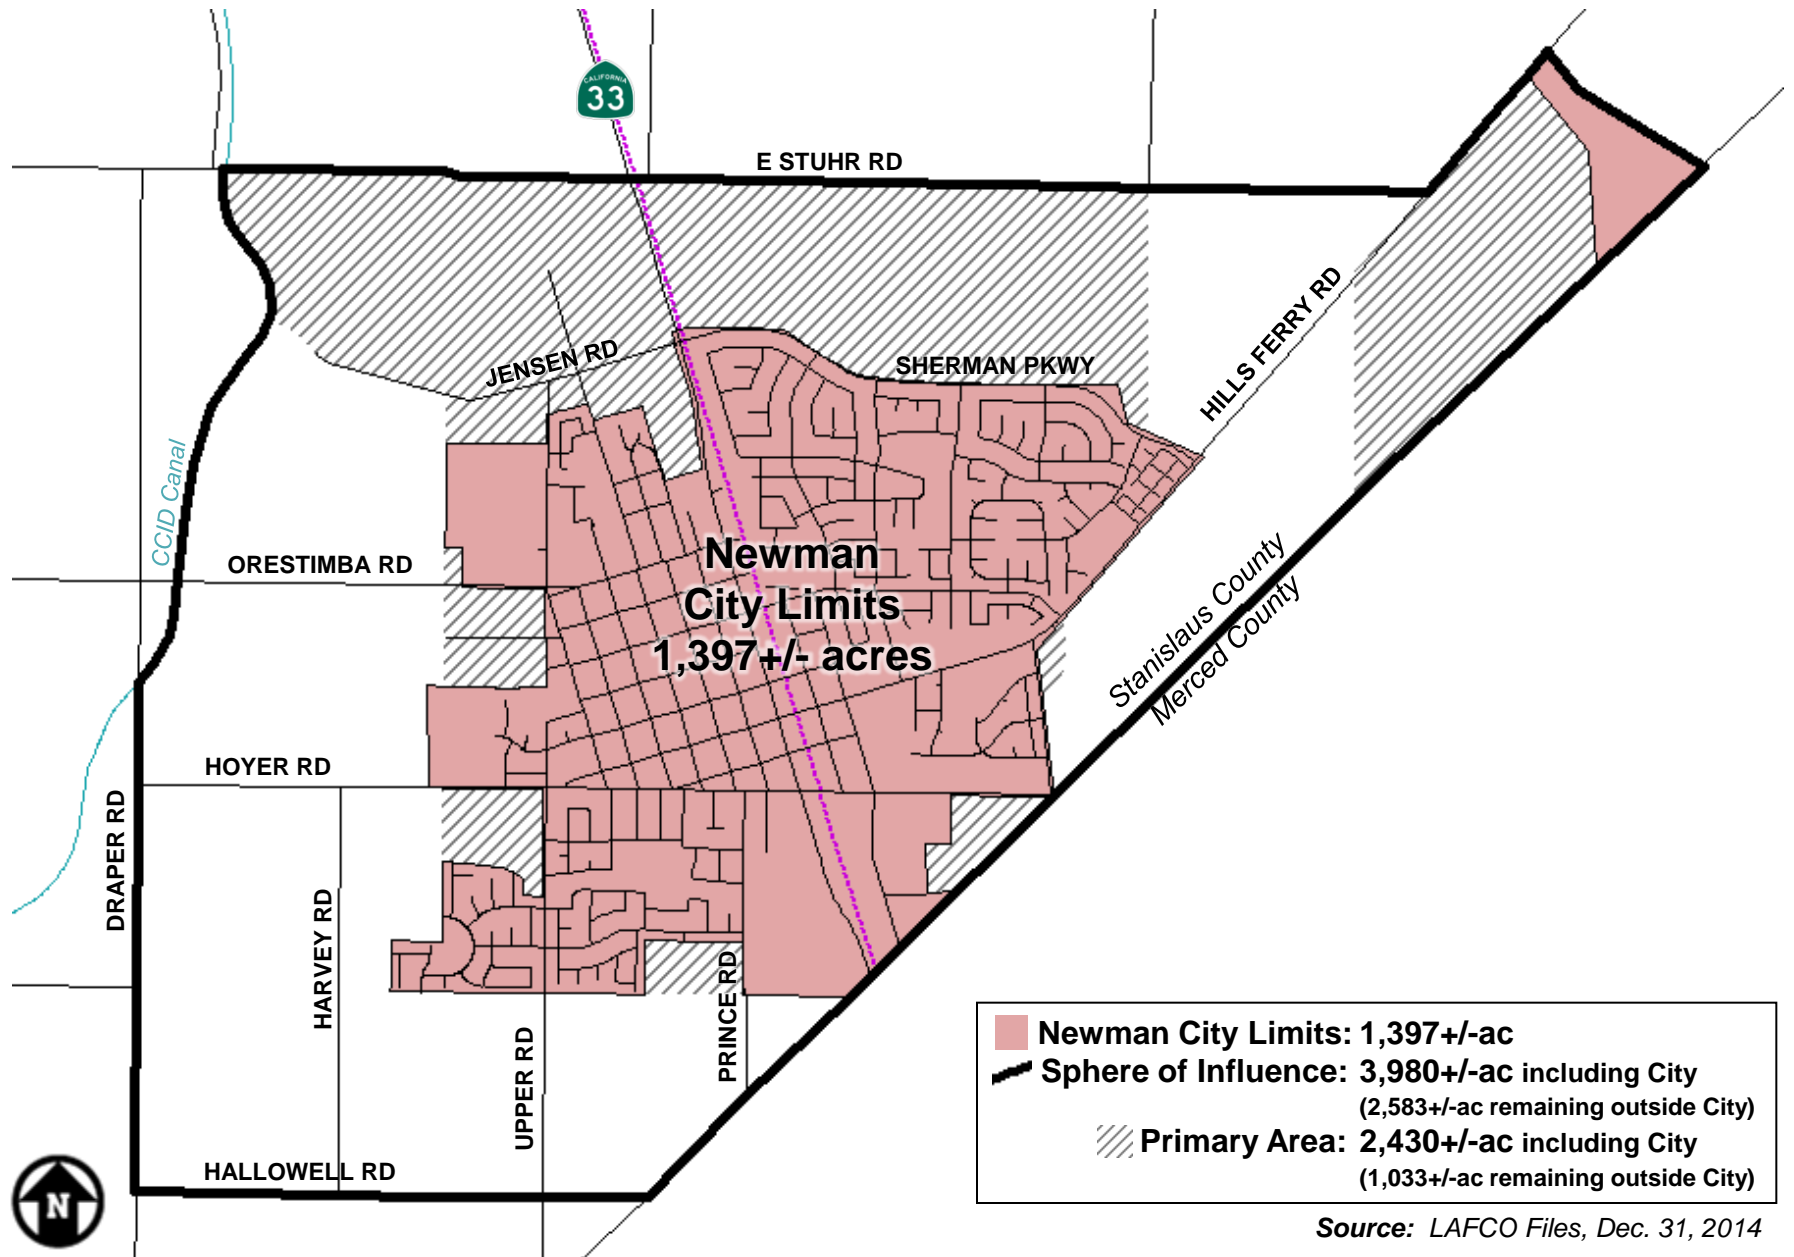 CALIFORNIA
33
E STUHR RD
JENSEN RD
SHERMAN PKWY
HILLS FERRY RD
CCID Canal
ORESTIMBA RD
Newman
City Limits
1,397+/- acres
Stanislaus County
Merced County
HOYER RD
DRAPER RD
HARVEY RD
UPPER RD
PRINCE RD
HALLOWELL RD
N
Newman City Limits: 1,397+/-ac
Sphere of Influence: 3,980+/-ac including City
(2,583+/-ac remaining outside City)
Primary Area: 2,430+/-ac including City
(1,033+/-ac remaining outside City)
Source: LAFCO Files, Dec. 31, 2014